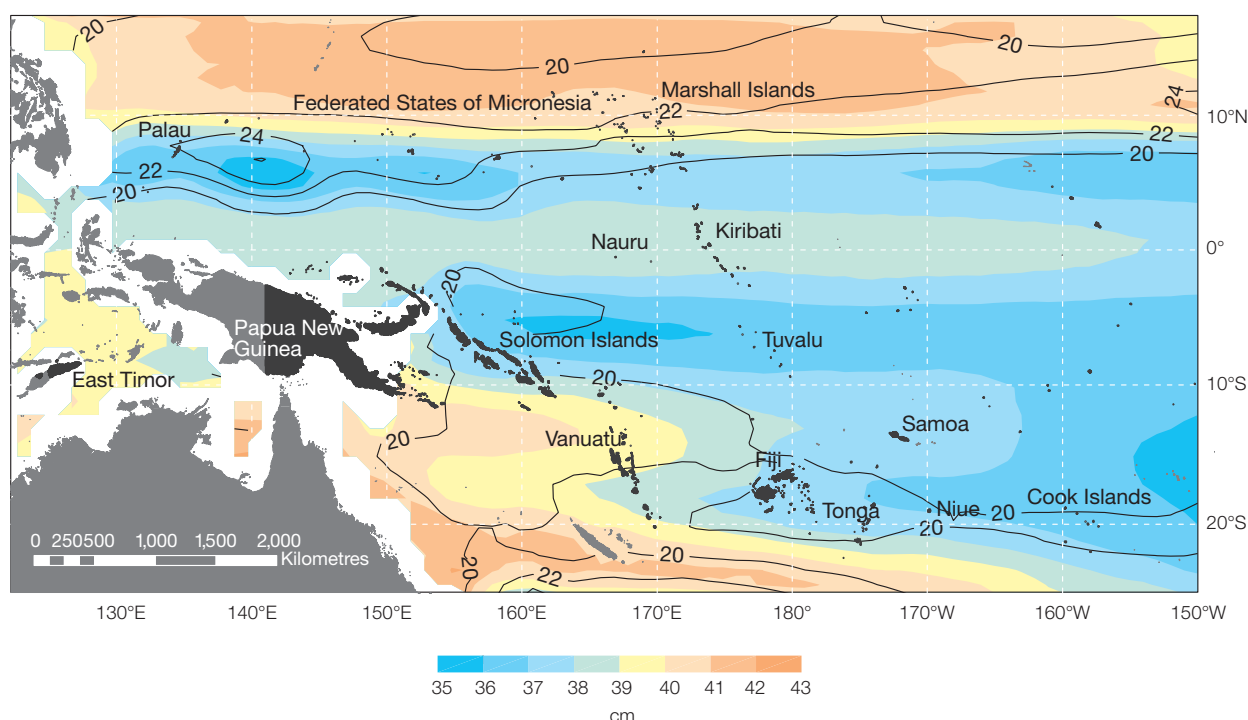 20
20
20
Marshall Islands
24
Federated States of Micronesia
22
10°N
Palau
24
22
20
22
20
Kiribati
Nauru
0°
20
Papua New
Guinea
Solomon Islands
Tuvalu
East Timor
20
10°S
20
Vanuatu
Samoa
Fiji
Tonga
Niue
Cook Islands
20
20
20°S
0 250 500 1,000 1,500 2,000
Kilometres
20
20
22
130°E 140°E 150°E 160°E 170°E 180° 170°W 160°W 150°W
35 36 37 38 39 40 41 42 43
cm